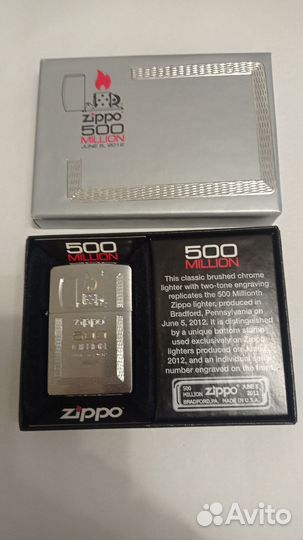 zippo
500
MILLION
JUNE 5, 2012
500
MILLION
zippo
zippo
500
MILLION
This classic brushed chrome
lighter with two-tone engraving
replicates the 500 Millionth
Zippo lighter, produced in
Bradford, Pennsylvania on
June 5, 2012. It is distinguished
by a unique bottom stamp
used exclusively on Zippo
lighters produced on June 5,
2012, and an individual serial
number engraved on the front.
500 zippo JUNE 5
MILLION 2012
BRADFORD, PA. MADE IN U.S.A.
Avito